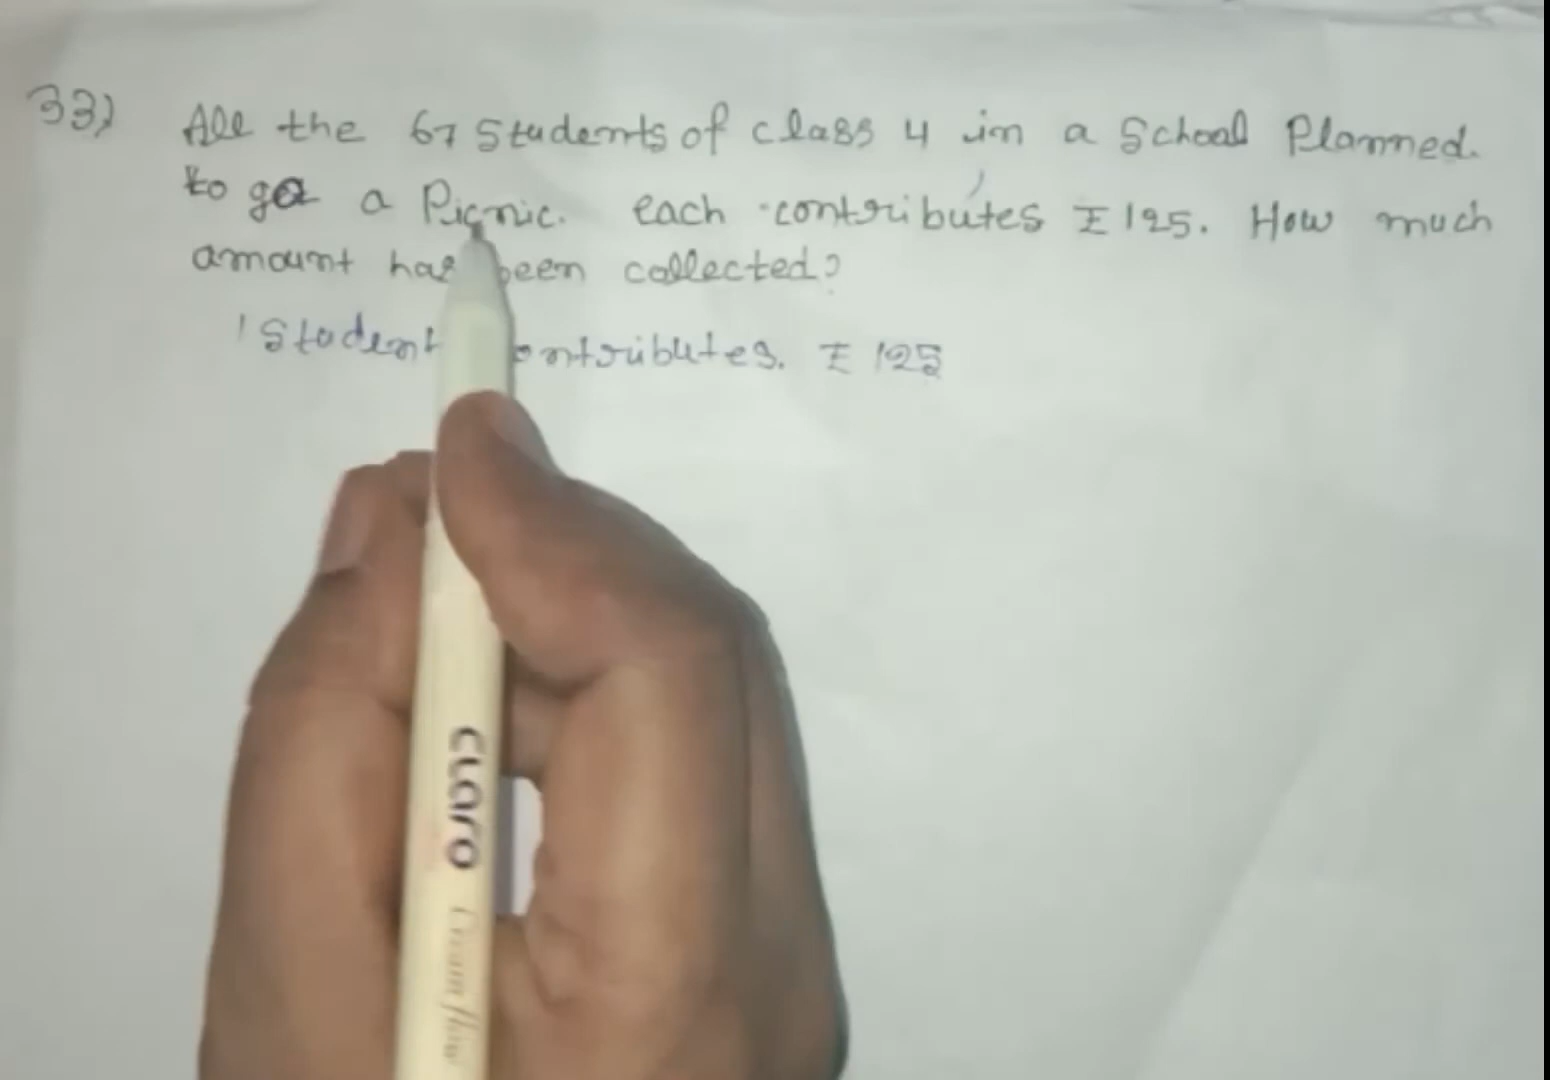 33) All the 67 students of class 4 in a School Planned.
to go a Picnic. each contributes ₹125. How much
amount has been collected?
1 Student contributes. ₹ 125
CLARO